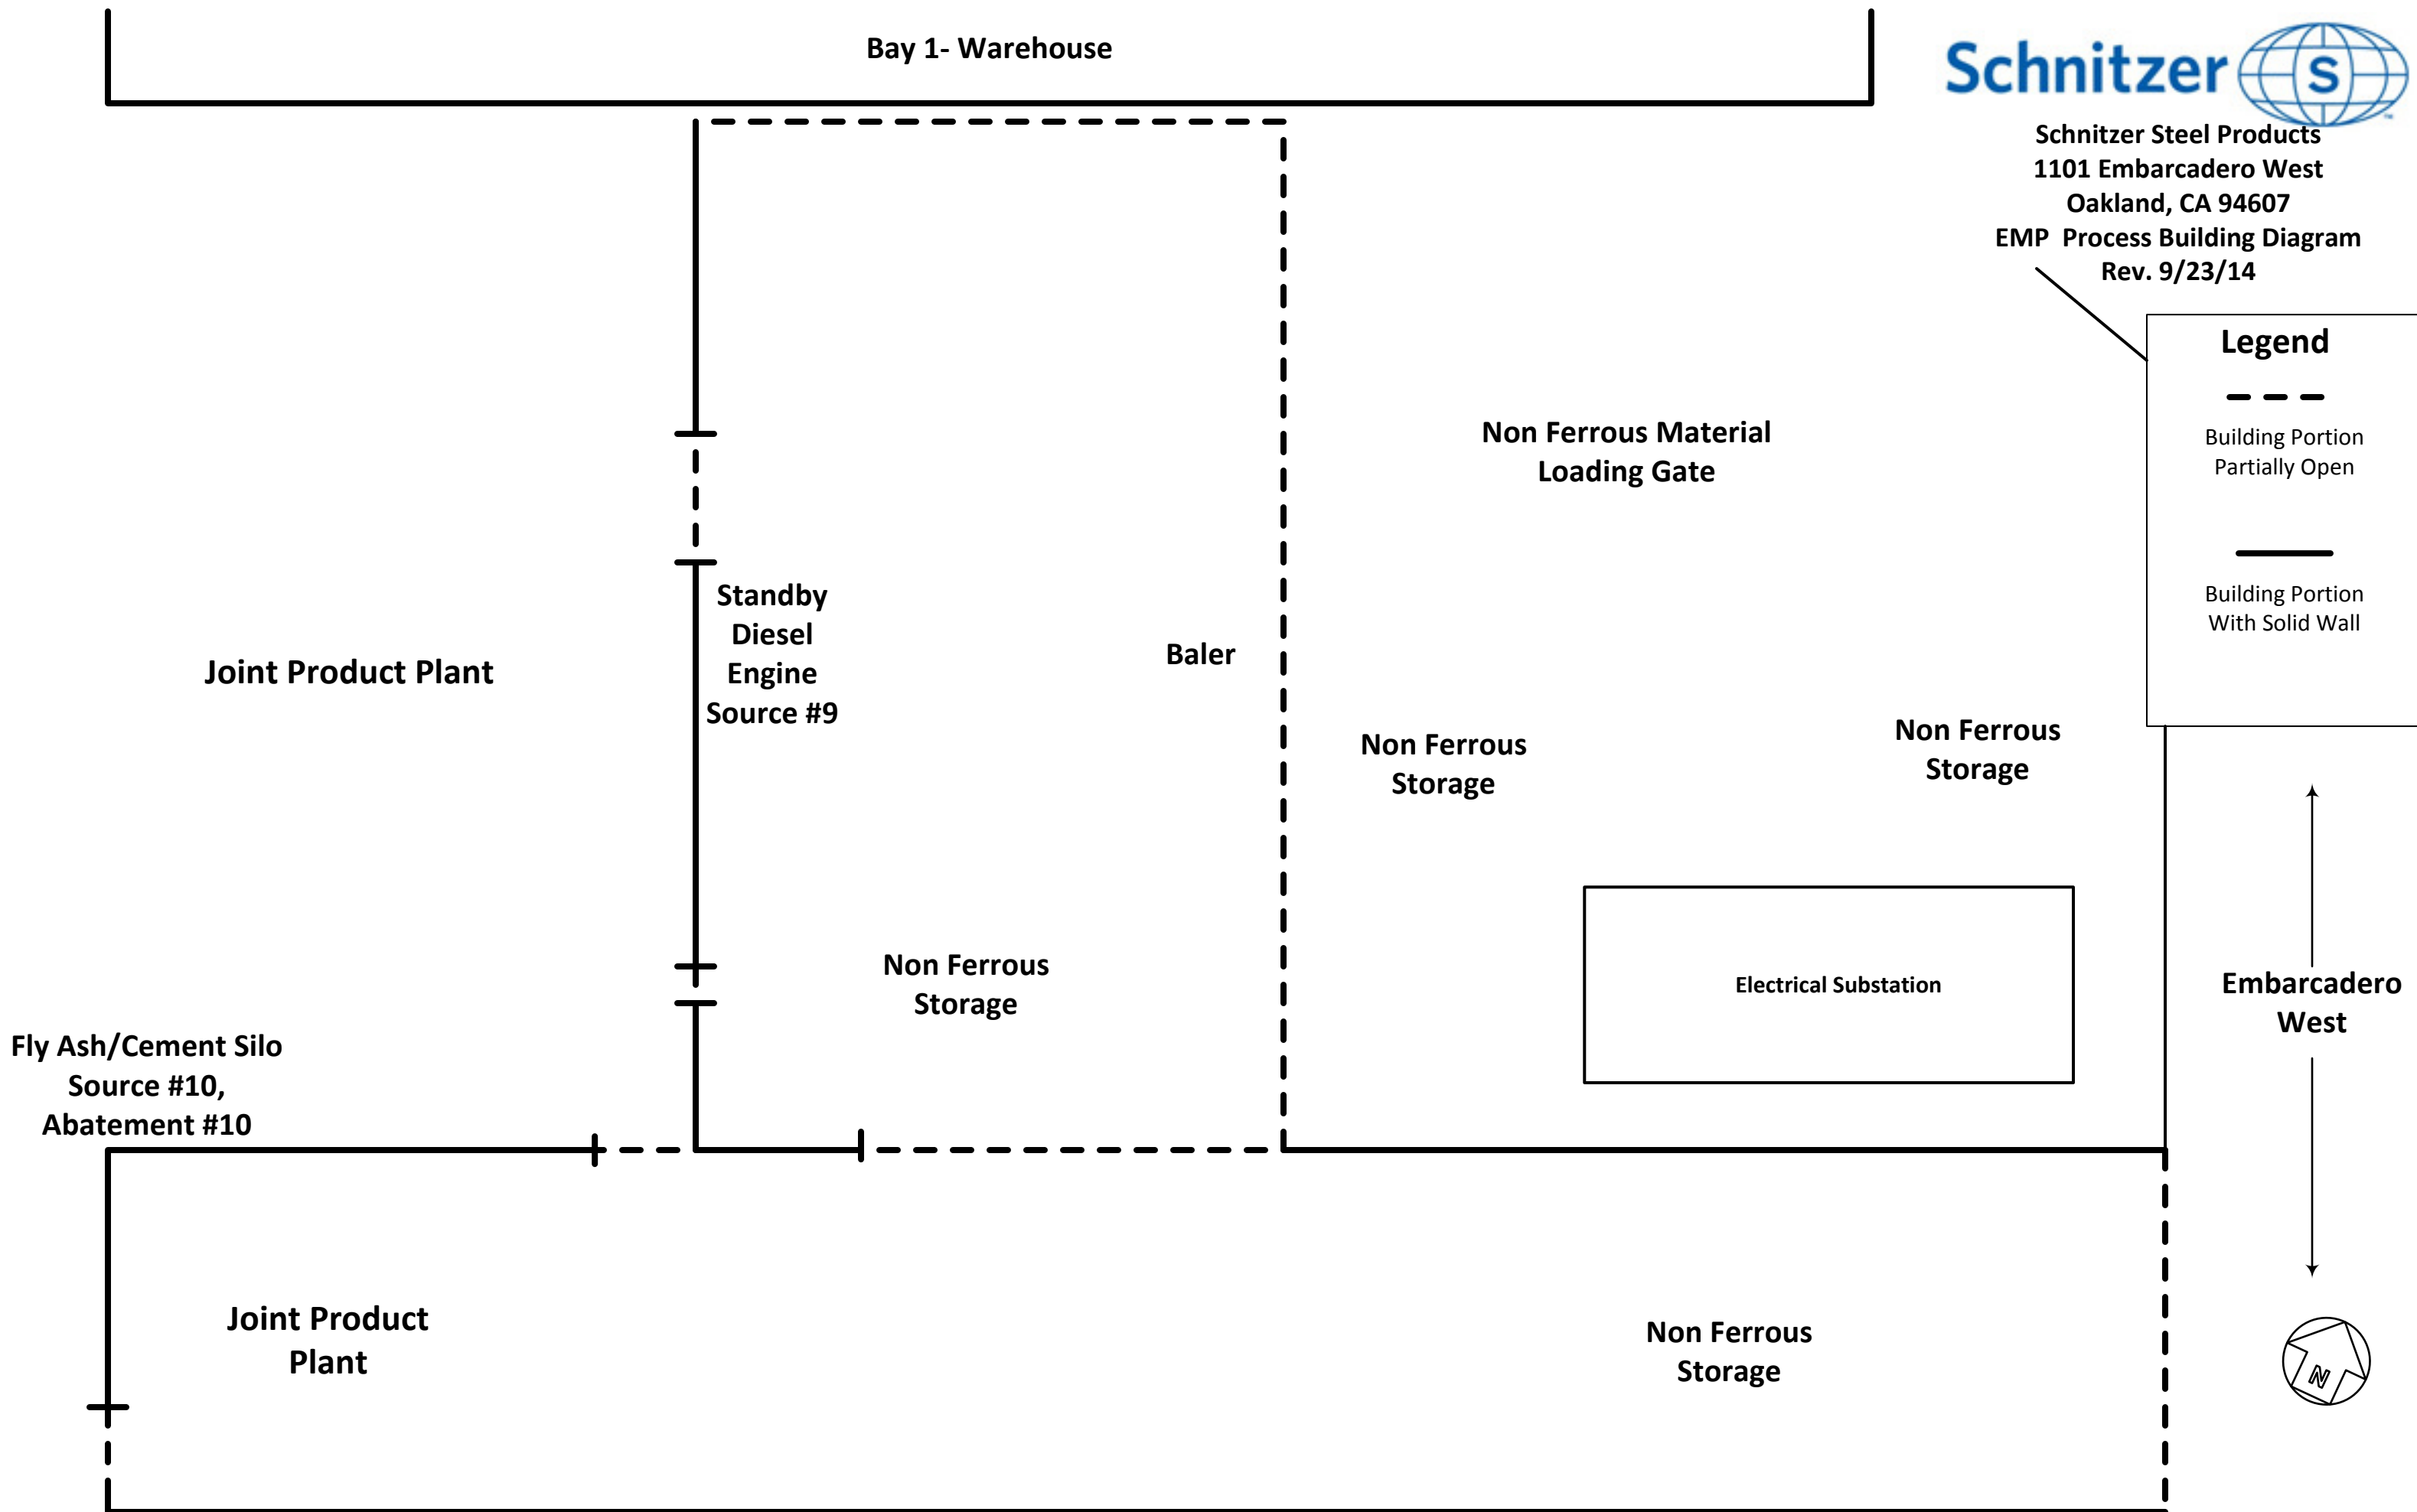 Bay 1- Warehouse
Schnitzer S
™
Schnitzer Steel Products
1101 Embarcadero West
Oakland, CA 94607
EMP  Process Building Diagram
Rev. 9/23/14
Legend
Building Portion
Partially Open
Building Portion
With Solid Wall
Non Ferrous Material
Loading Gate
Standby
Diesel
Engine
Source #9
Joint Product Plant
Baler
Non Ferrous
Storage
Non Ferrous
Storage
Non Ferrous
Storage
Electrical Substation
Embarcadero
West
Fly Ash/Cement Silo
Source #10,
Abatement #10
Joint Product
Plant
Non Ferrous
Storage
N